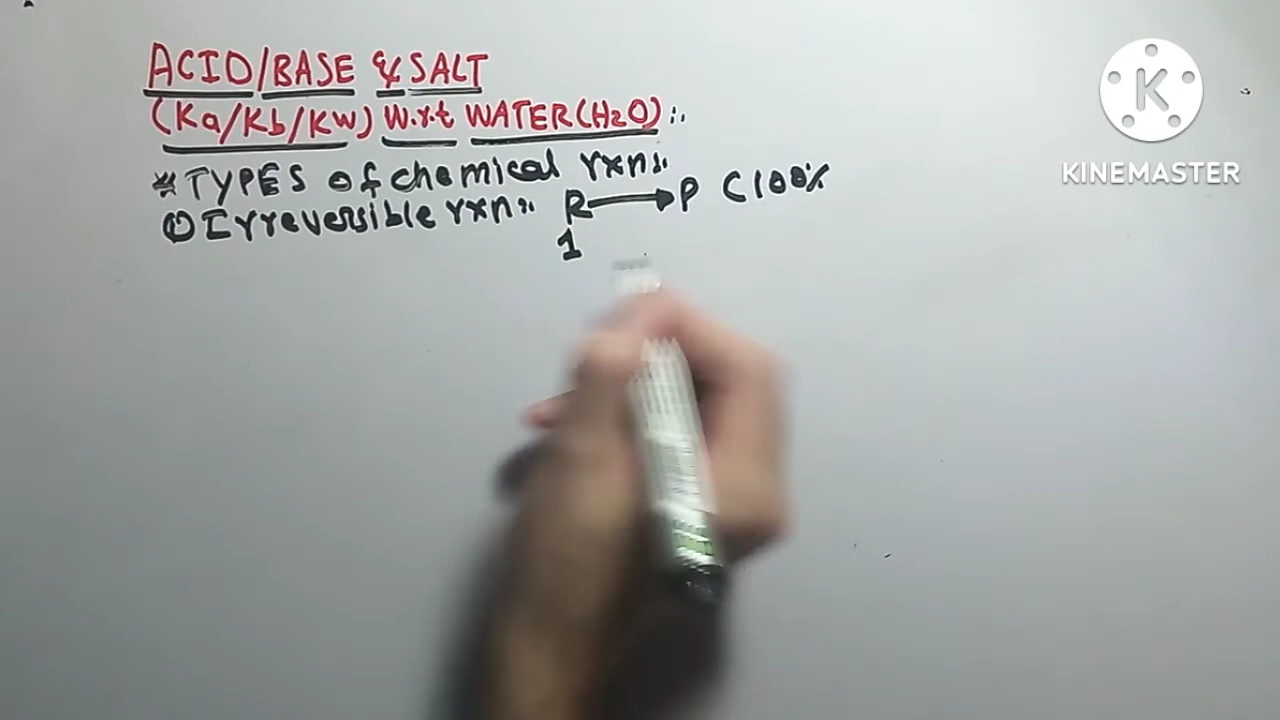 ACID/BASE & SALT
(Ka/Kb/Kw) W.r.t WATER(H2O):.
*TYPES of chemical rxn:.
① Irreversible rxn:. R → P (100%
1
K
KINEMASTER